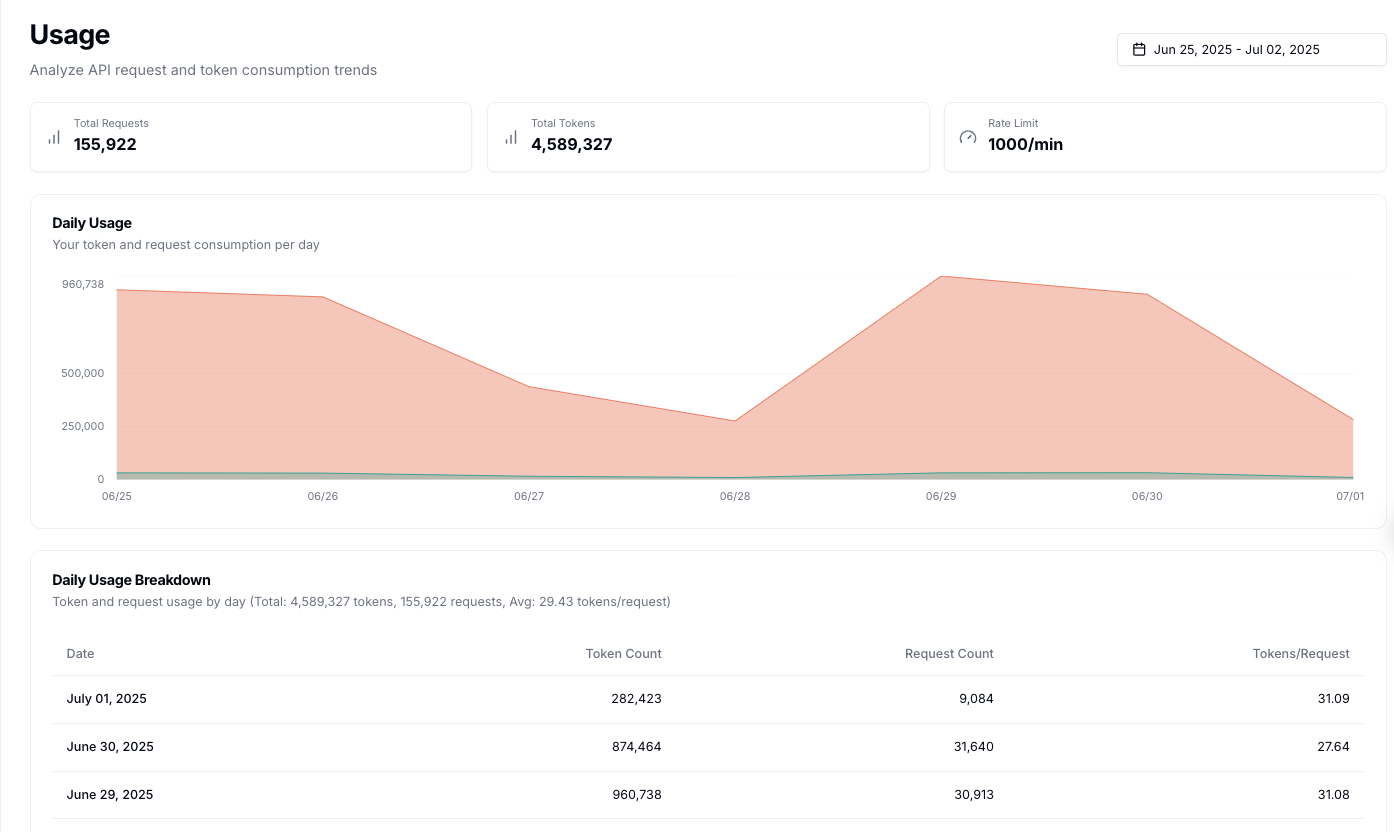 Usage
Analyze API request and token consumption trends
Jun 25, 2025 - Jul 02, 2025
Total Requests
155,922
Total Tokens
4,589,327
Rate Limit
1000/min
Daily Usage
Your token and request consumption per day
960,738
500,000
250,000
0
06/25 06/26 06/27 06/28 06/29 06/30 07/01
Daily Usage Breakdown
Token and request usage by day (Total: 4,589,327 tokens, 155,922 requests, Avg: 29.43 tokens/request)
Date Token Count Request Count Tokens/Request
July 01, 2025 282,423 9,084 31.09
June 30, 2025 874,464 31,640 27.64
June 29, 2025 960,738 30,913 31.08